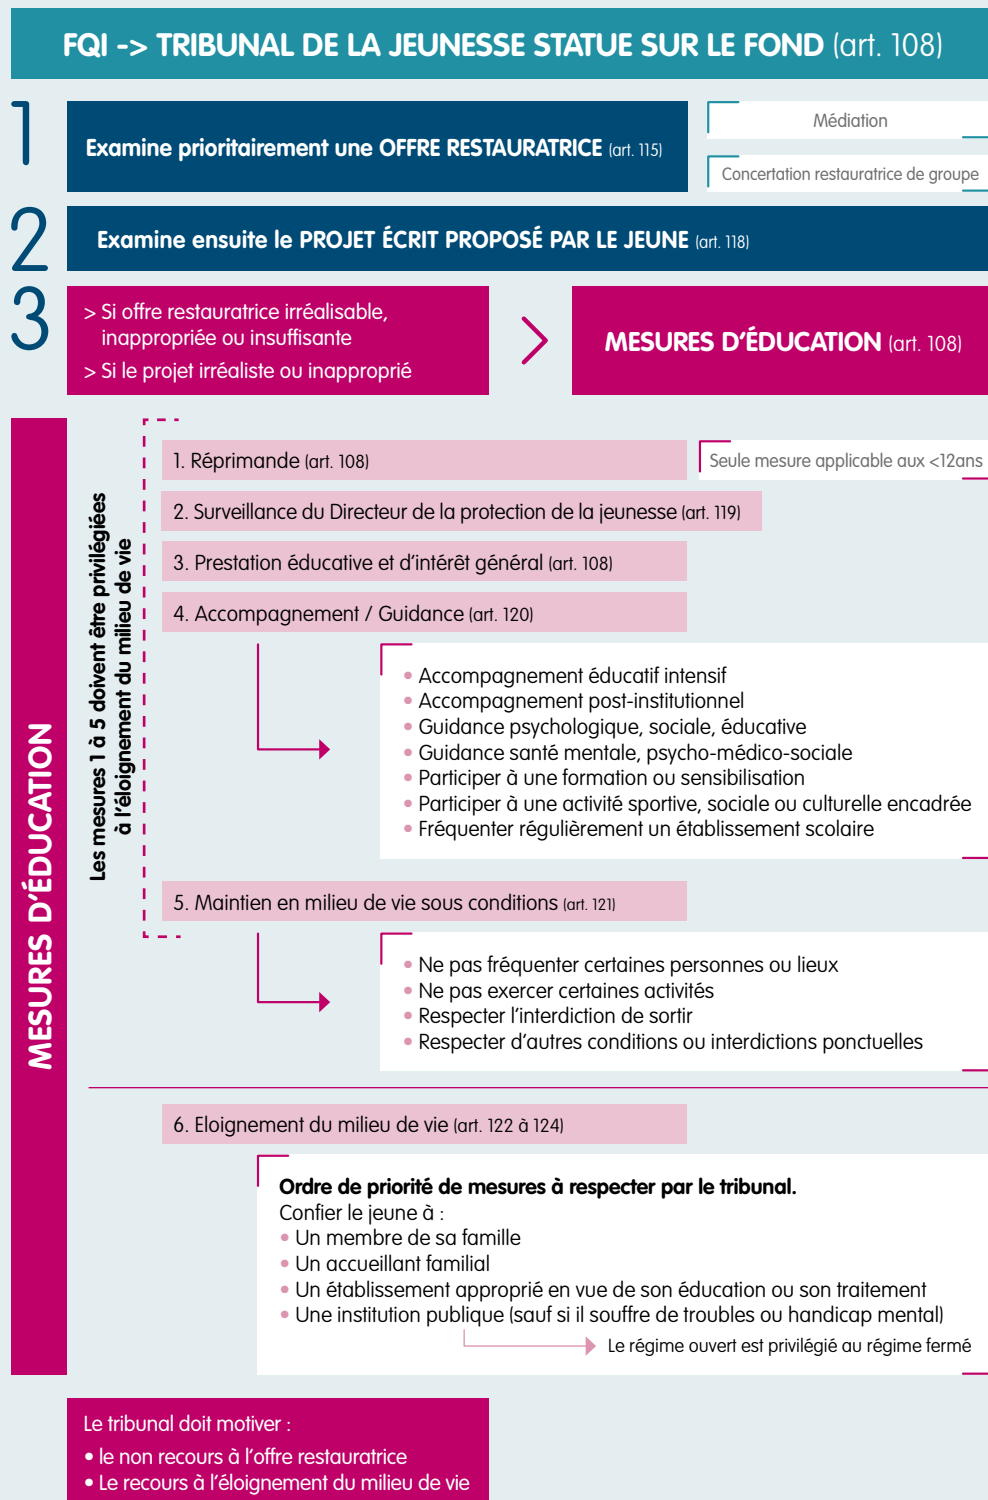 FQI -> TRIBUNAL DE LA JEUNESSE STATUE SUR LE FOND (art. 108)
1
Examine prioritairement une OFFRE RESTAURATRICE (art. 115)
Médiation
Concertation restauratrice de groupe
2
Examine ensuite le PROJET ÉCRIT PROPOSÉ PAR LE JEUNE (art. 118)
3
> Si offre restauratrice irréalisable,
inappropriée ou insuffisante
> Si le projet irréaliste ou inapproprié
MESURES D'ÉDUCATION (art. 108)
MESURES D'ÉDUCATION
Les mesures 1 à 5 doivent être privilégiées
à l'éloignement du milieu de vie
1. Réprimande (art. 108)
Seule mesure applicable aux <12ans
2. Surveillance du Directeur de la protection de la jeunesse (art. 119)
3. Prestation éducative et d'intérêt général (art. 108)
4. Accompagnement / Guidance (art. 120)
• Accompagnement éducatif intensif
• Accompagnement post-institutionnel
• Guidance psychologique, sociale, éducative
• Guidance santé mentale, psycho-médico-sociale
• Participer à une formation ou sensibilisation
• Participer à une activité sportive, sociale ou culturelle encadrée
• Fréquenter régulièrement un établissement scolaire
5. Maintien en milieu de vie sous conditions (art. 121)
• Ne pas fréquenter certaines personnes ou lieux
• Ne pas exercer certaines activités
• Respecter l'interdiction de sortir
• Respecter d'autres conditions ou interdictions ponctuelles
6. Eloignement du milieu de vie (art. 122 à 124)
Ordre de priorité de mesures à respecter par le tribunal.
Confier le jeune à :
• Un membre de sa famille
• Un accueillant familial
• Un établissement approprié en vue de son éducation ou son traitement
• Une institution publique (sauf si il souffre de troubles ou handicap mental)
Le régime ouvert est privilégié au régime fermé
Le tribunal doit motiver :
• le non recours à l'offre restauratrice
• Le recours à l'éloignement du milieu de vie